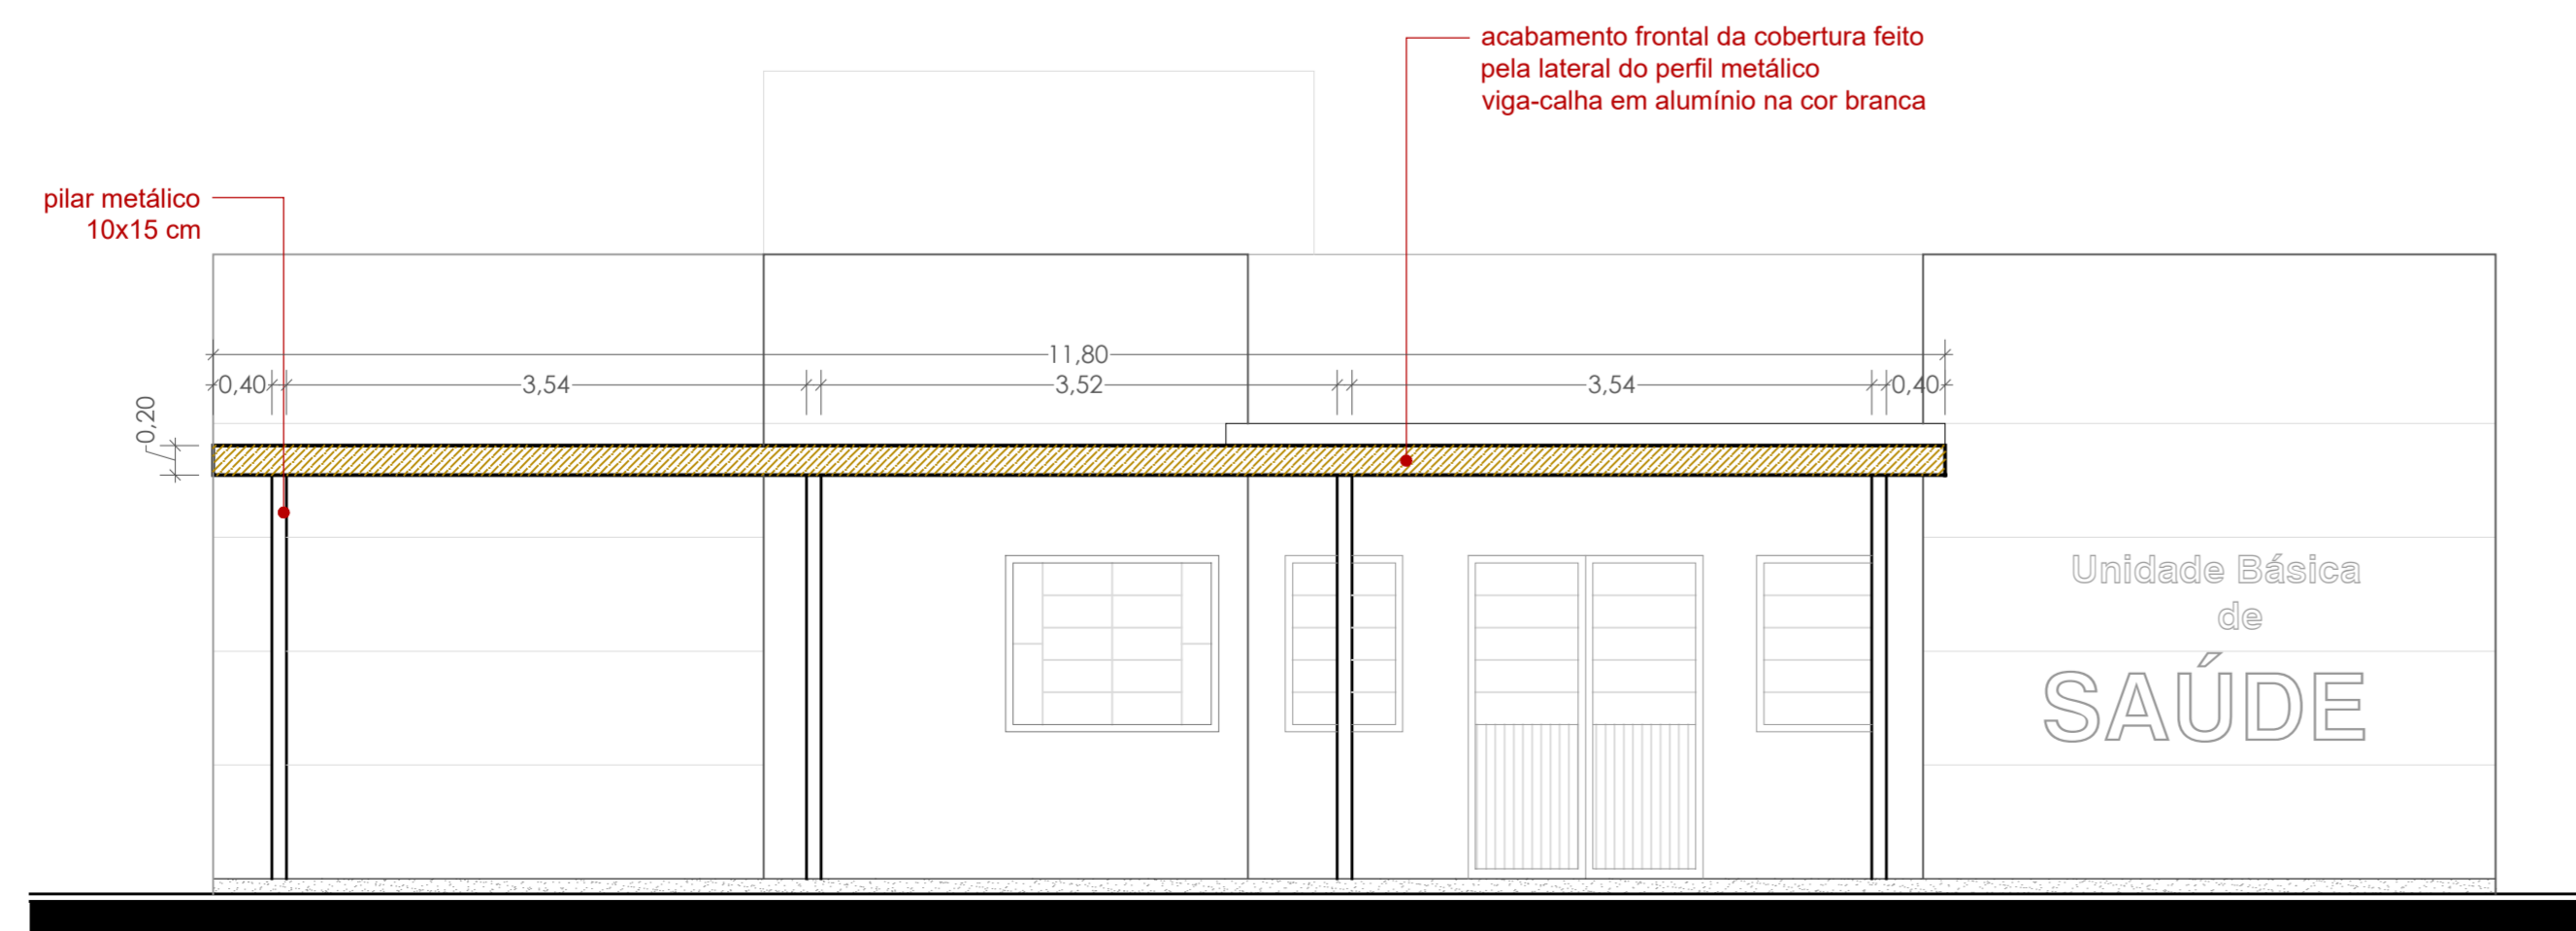 acabamento frontal da cobertura feito
pela lateral do perfil metálico
viga-calha em alumínio na cor branca
pilar metálico
10x15 cm
11,80
0,40 3,54 3,52 3,54 0,40
0,20
Unidade Básica
de
SAÚDE